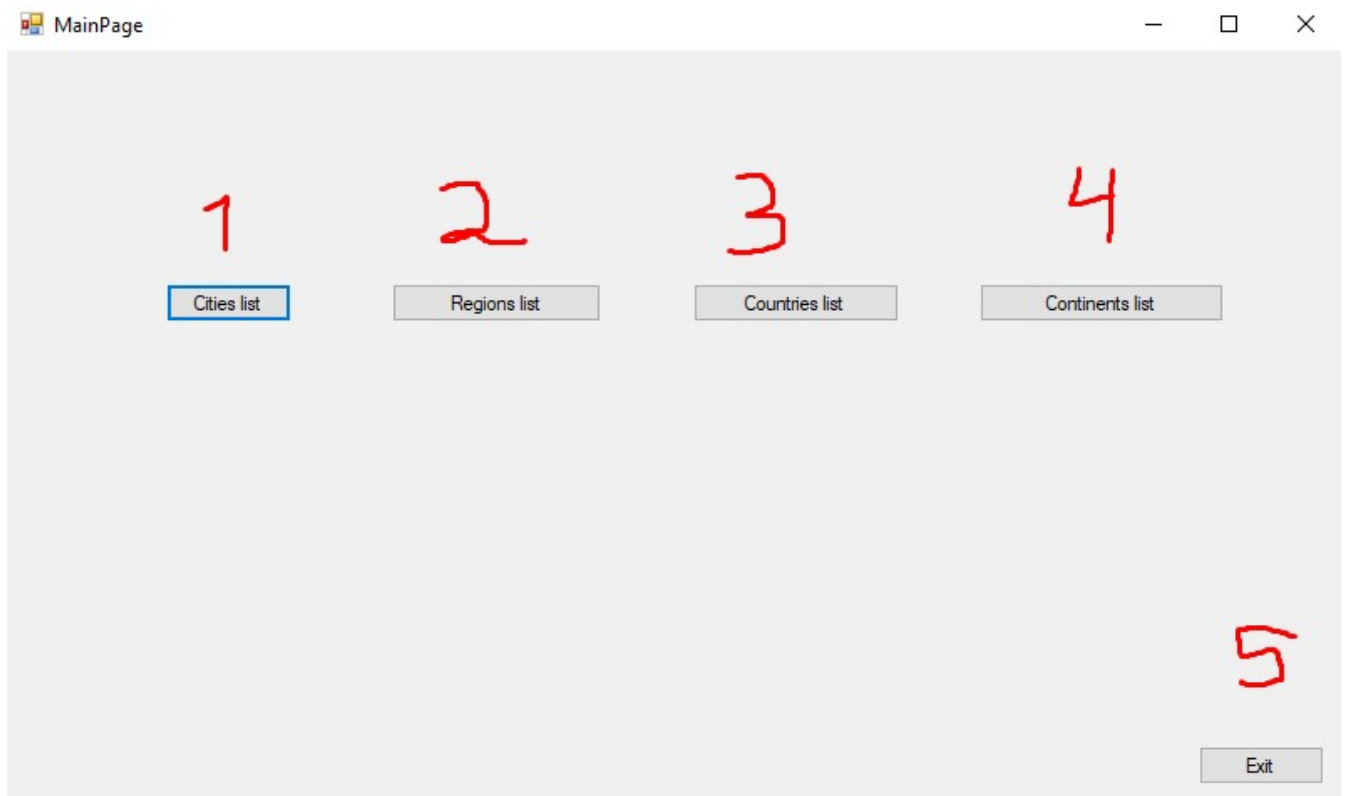 MainPage
1 2 3 4
Cities list Regions list Countries list Continents list
5
Exit